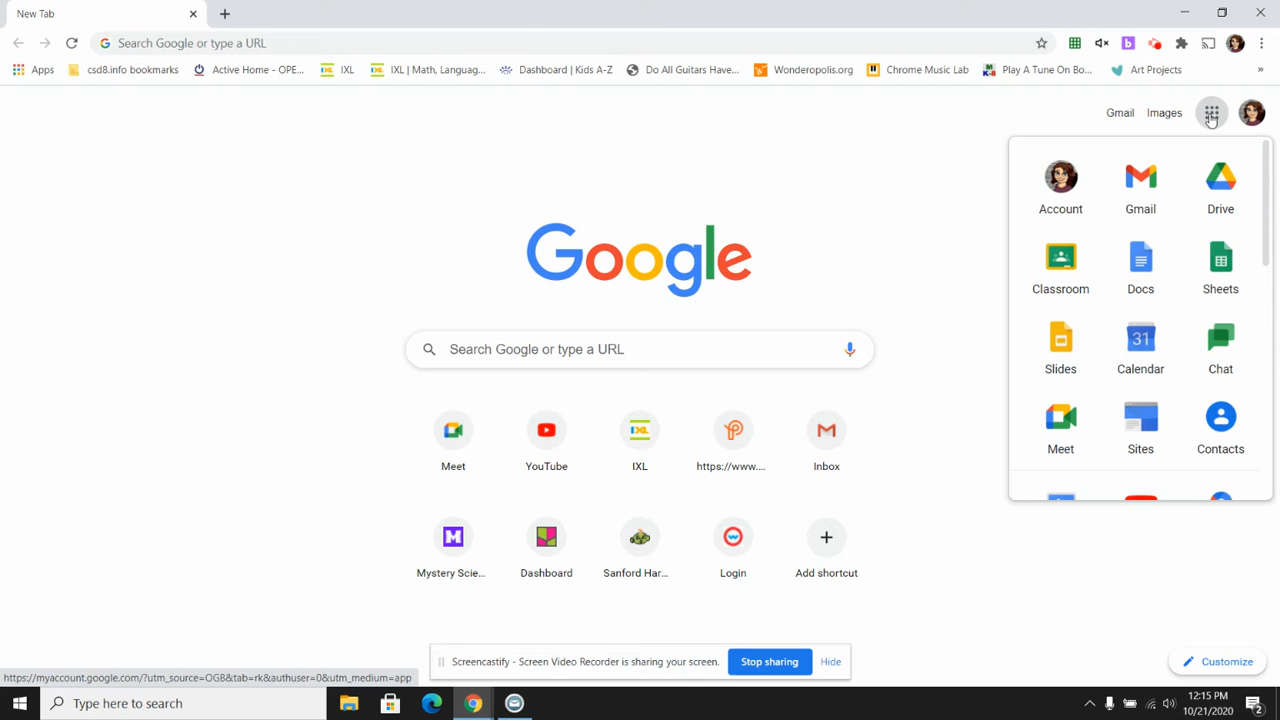 New Tab
Search Google or type a URL
Apps csd8.info bookmarks Active Home - OPE... IXL IXL | Math, Languag... Dashboard | Kids A-Z Do All Guitars Have... Wonderopolis.org Chrome Music Lab Play A Tune On Bo... Art Projects
Gmail Images
Account Gmail Drive
Classroom Docs Sheets
31
Slides Calendar Chat
Meet Sites Contacts
Google
Search Google or type a URL
IXL
Meet YouTube IXL https://www.... Inbox
Mystery Scie... Dashboard Sanford Har... Login Add shortcut
Screencastify - Screen Video Recorder is sharing your screen. Stop sharing Hide
Customize
https://myaccount.google.com/?utm_source=OGB&tab=rk&authuser=0&utm_medium=app
Type here to search
12:15 PM
10/21/2020
2